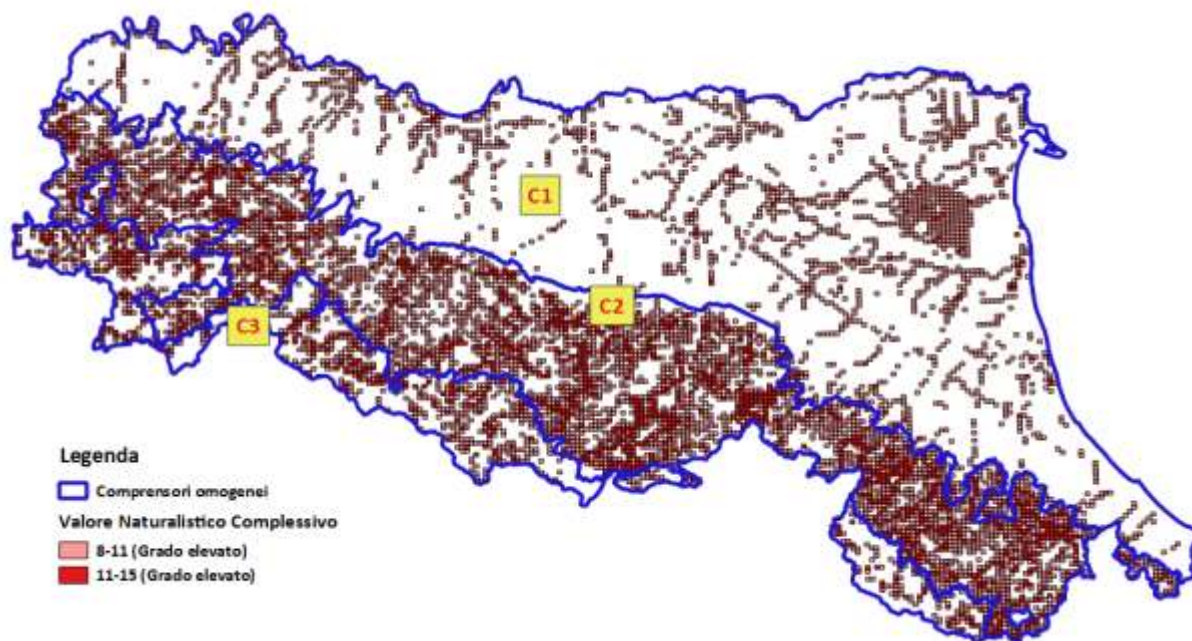 C1
C2
C3
Legenda
Comprensori omogenei
Valore Naturalistico Complessivo
8-11 (Grado elevato)
11-15 (Grado elevato)